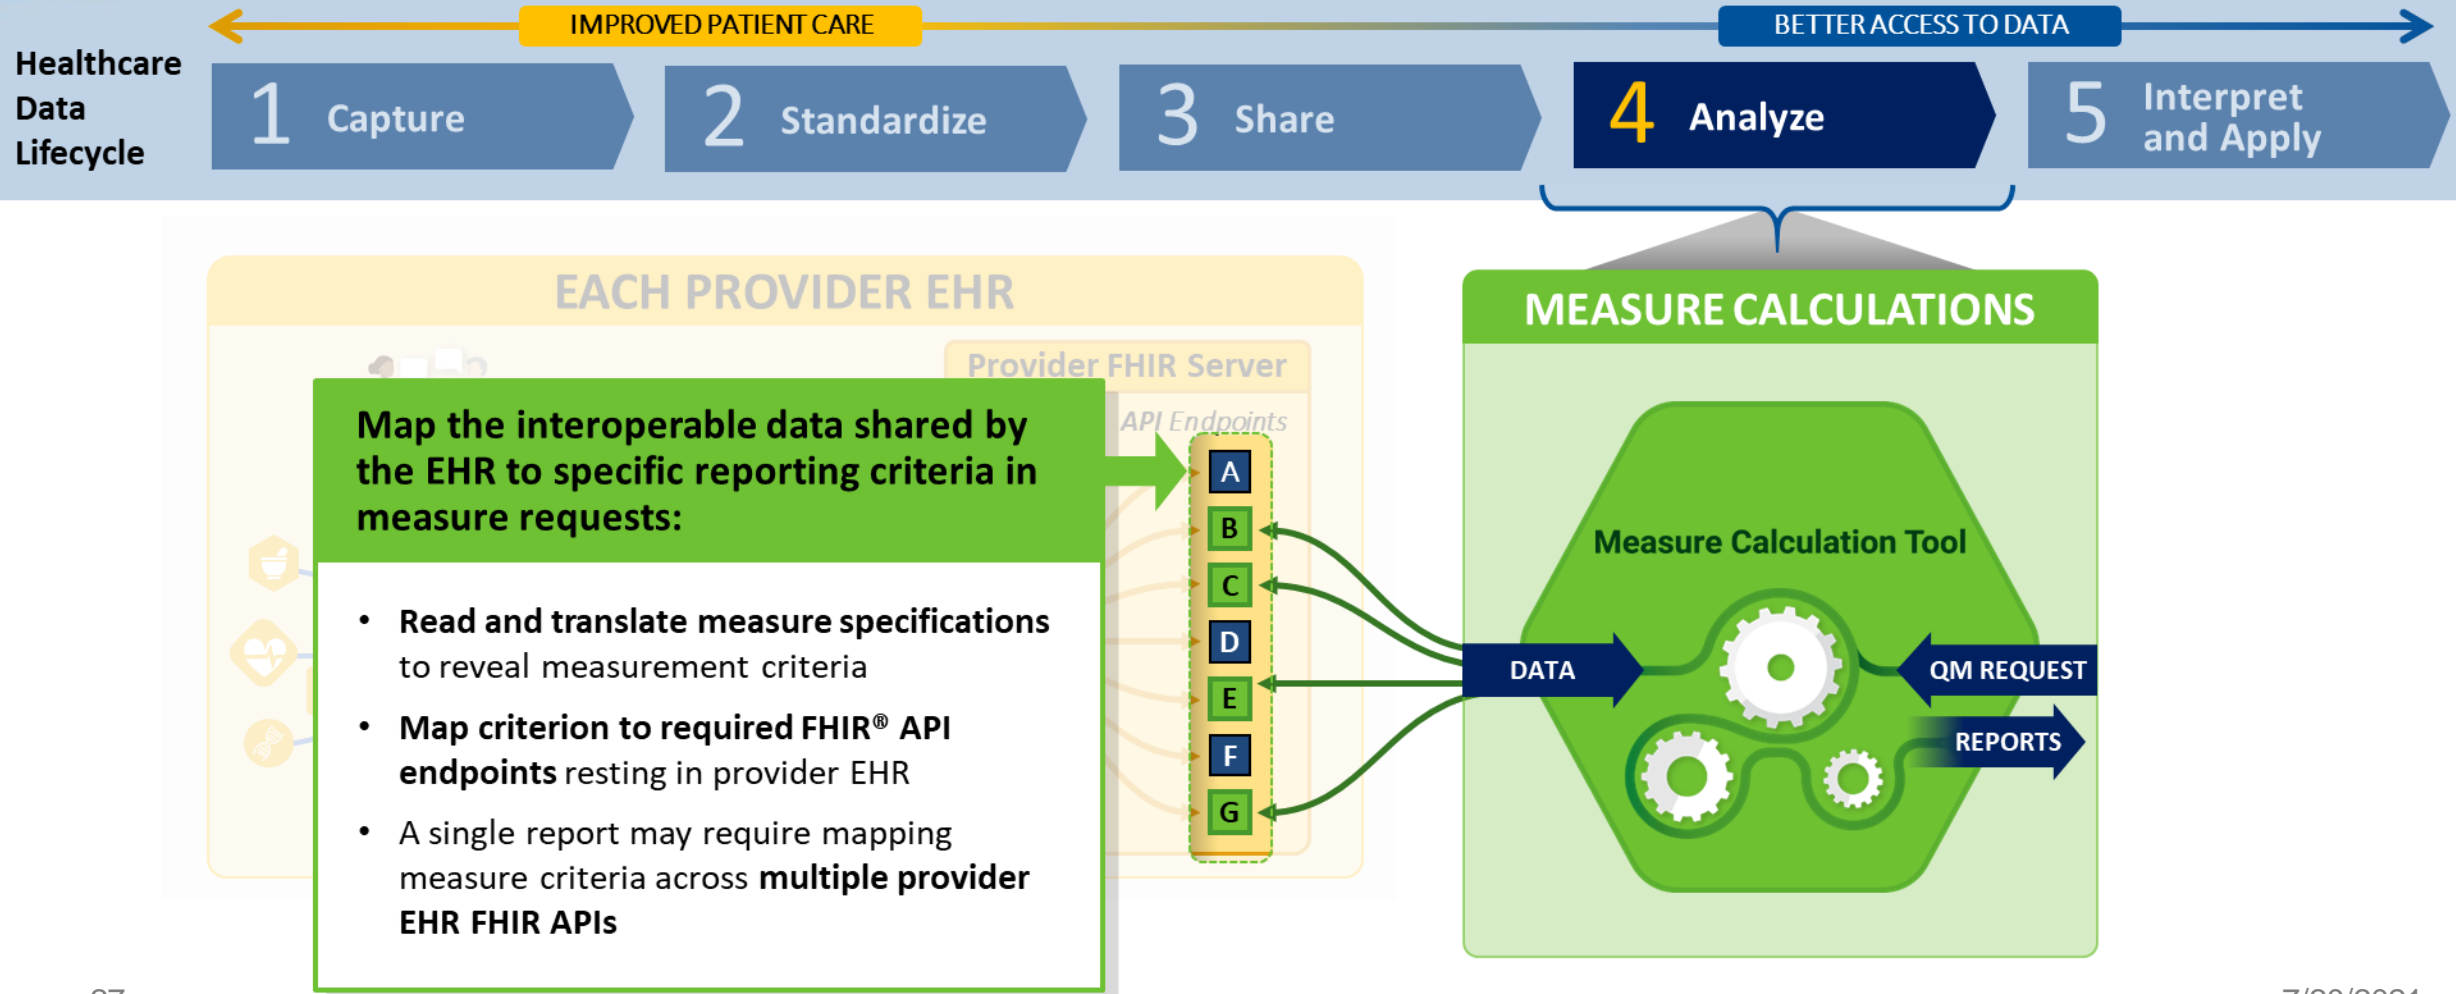 IMPROVED PATIENT CARE
BETTER ACCESS TO DATA
Healthcare
Data
Lifecycle
1 Capture
2 Standardize
3 Share
4 Analyze
5 Interpret
and Apply
EACH PROVIDER EHR
Provider FHIR Server
API Endpoints
Map the interoperable data shared by
the EHR to specific reporting criteria in
measure requests:
• Read and translate measure specifications
to reveal measurement criteria
• Map criterion to required FHIR® API
endpoints resting in provider EHR
• A single report may require mapping
measure criteria across multiple provider
EHR FHIR APIs
A
B
C
D
E
F
G
MEASURE CALCULATIONS
Measure Calculation Tool
DATA
QM REQUEST
REPORTS